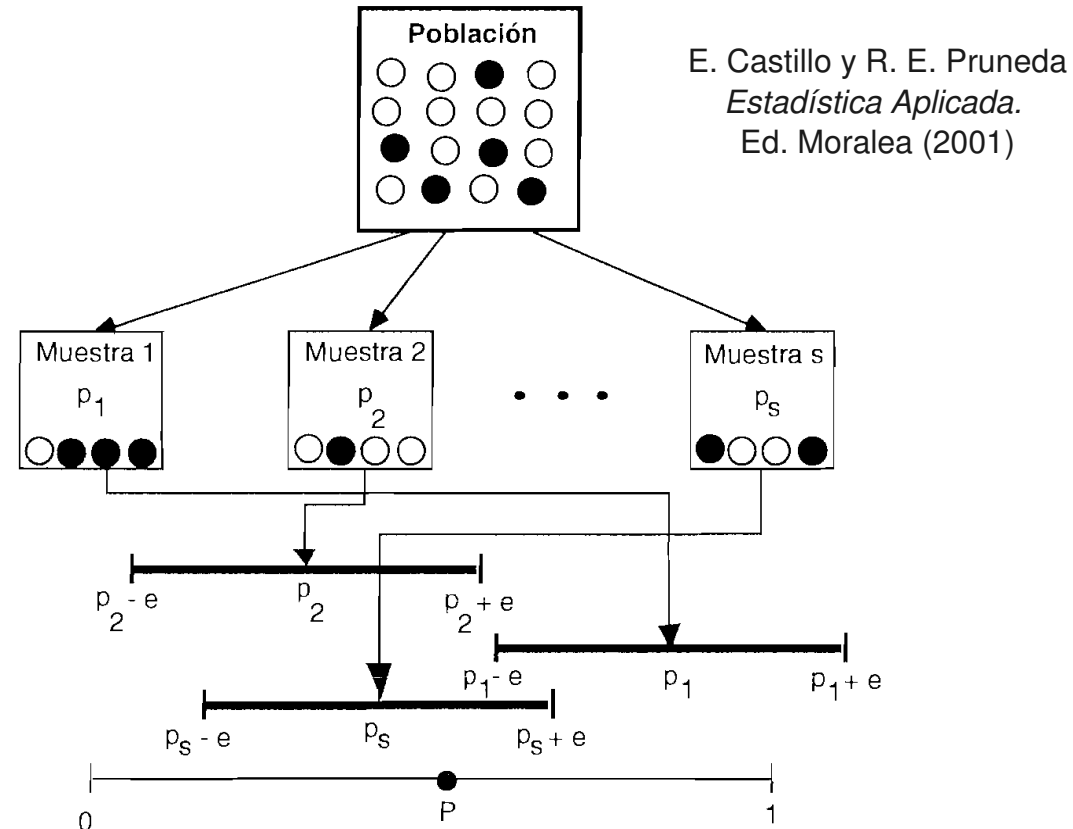 Población
E. Castillo y R. E. Pruneda
Estadística Aplicada.
Ed. Moralea (2001)
Muestra 1
p1
Muestra 2
p2
Muestra s
ps
p2 - e
p2
p2 + e
p1 - e
p1
p1 + e
ps - e
ps
ps + e
0
P
1